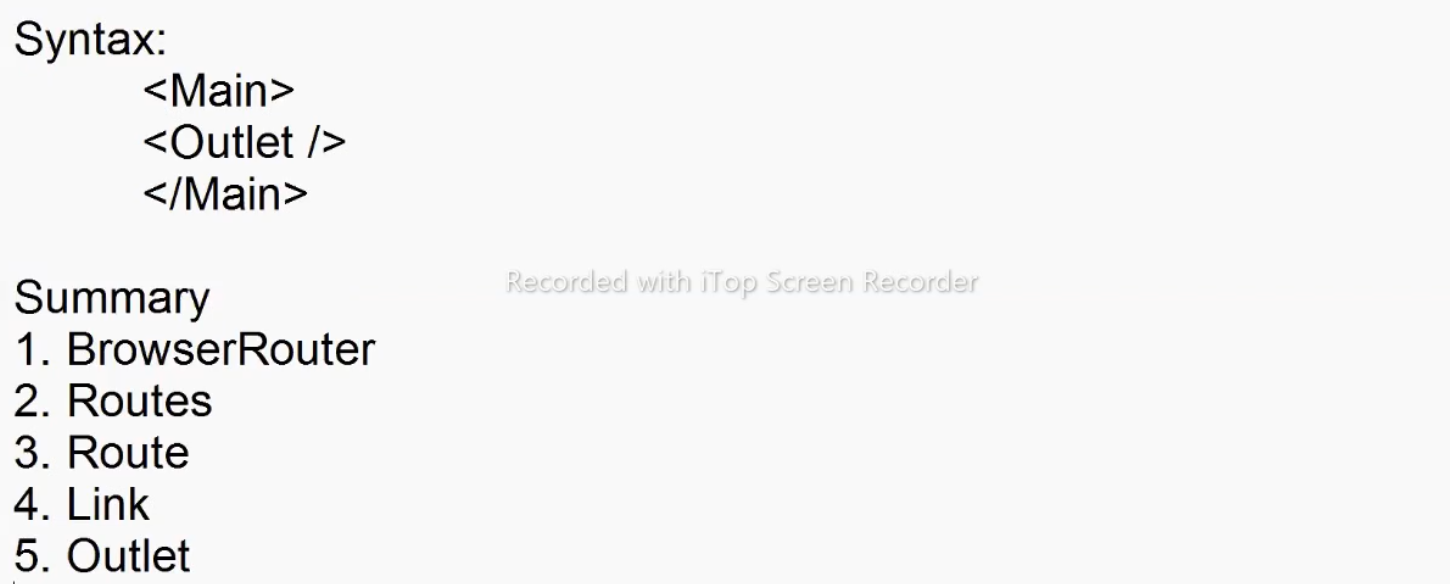 Syntax:
<Main>
<Outlet />
</Main>
Recorded with iTop Screen Recorder
Summary
1. BrowserRouter
2. Routes
3. Route
4. Link
5. Outlet